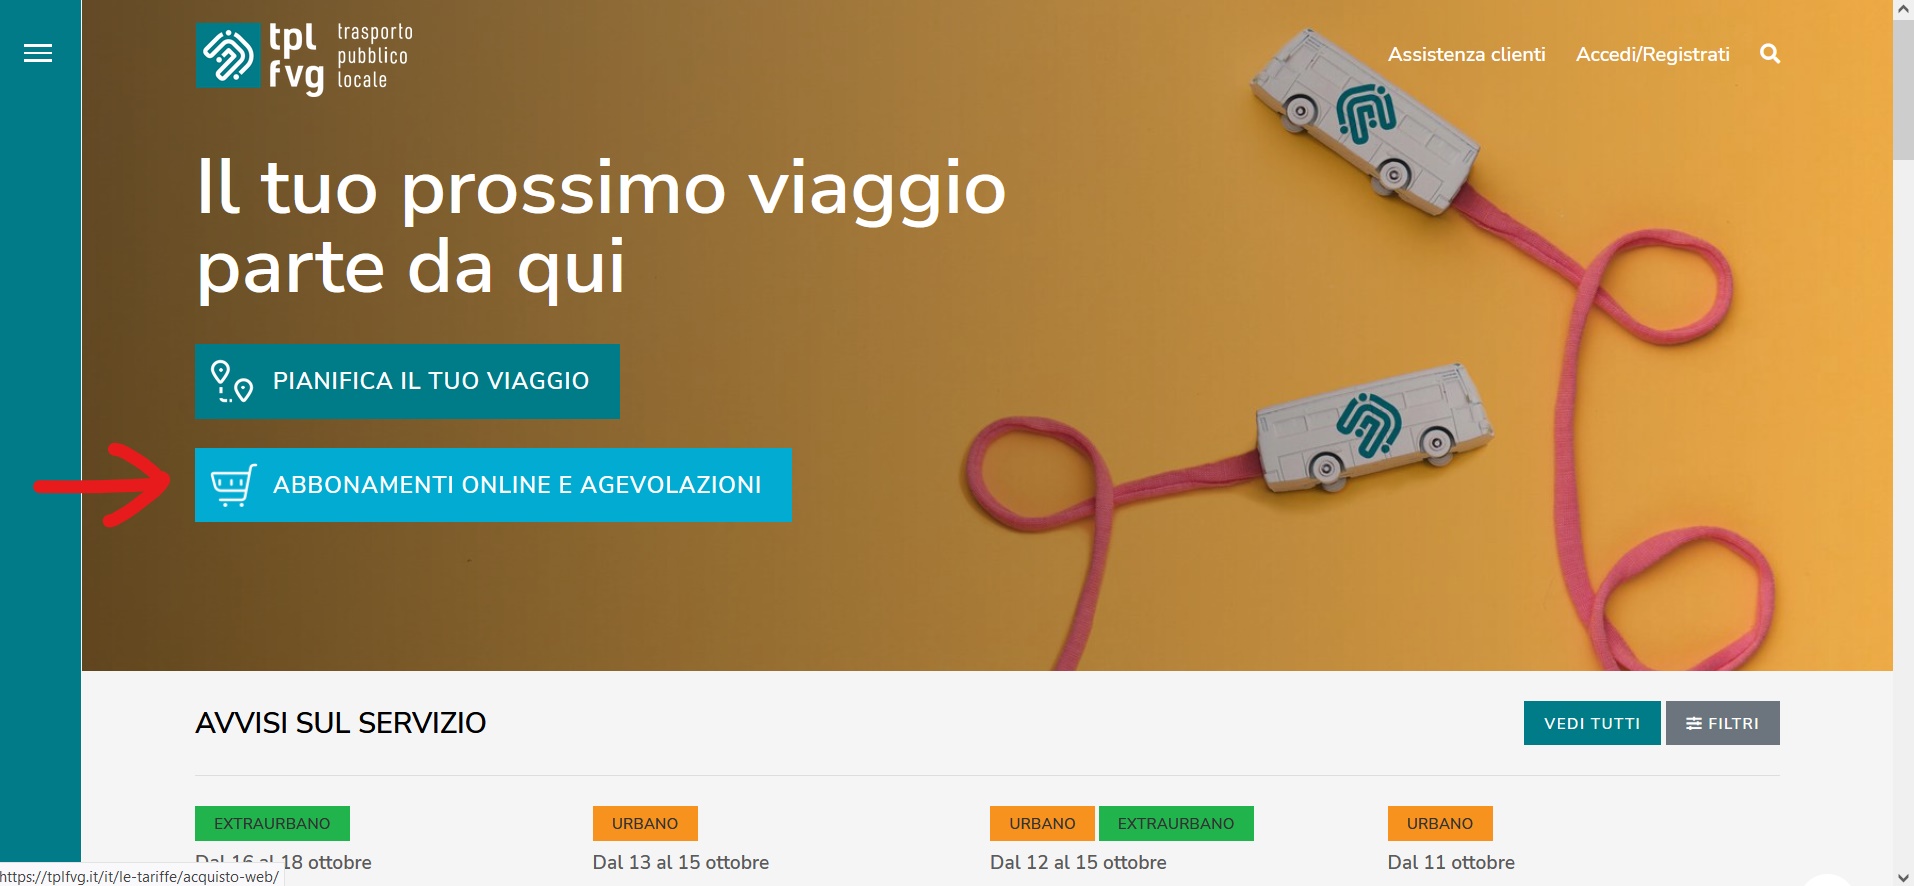 tpl
fvg
trasporto
pubblico
locale
Assistenza clienti
Accedi/Registrati
Il tuo prossimo viaggio
parte da qui
PIANIFICA IL TUO VIAGGIO
ABBONAMENTI ONLINE E AGEVOLAZIONI
AVVISI SUL SERVIZIO
VEDI TUTTI
FILTRI
EXTRAURBANO
URBANO
URBANO
EXTRAURBANO
URBANO
Dal 16 al 18 ottobre
Dal 13 al 15 ottobre
Dal 12 al 15 ottobre
Dal 11 ottobre
https://tplfvg.it/it/le-tariffe/acquisto-web/